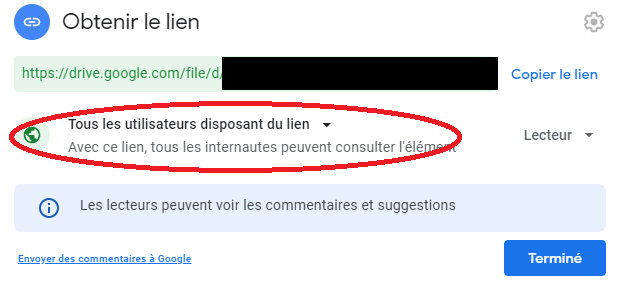 Obtenir le lien
https://drive.google.com/file/d/
Copier le lien
Tous les utilisateurs disposant du lien
Lecteur
Avec ce lien, tous les internautes peuvent consulter l'élément
Les lecteurs peuvent voir les commentaires et suggestions
Envoyer des commentaires à Google
Terminé